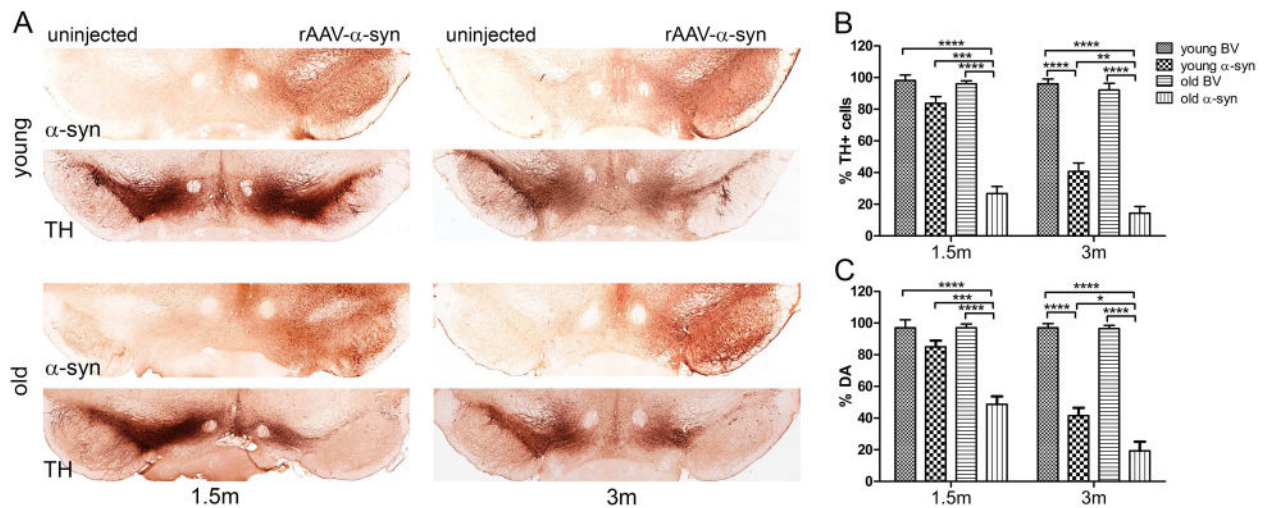 A
uninjected rAAV-α-syn uninjected rAAV-α-syn
young
α-syn
TH
old
α-syn
TH
1.5m 3m
B
% TH+ cells
120
100
80
60
40
20
0
**** 
***
****
****
**
**** ****
1.5m 3m
young BV
young α-syn
old BV
old α-syn
C
% DA
120
100
80
60
40
20
0
****
***
****
****
*
**** ****
1.5m 3m